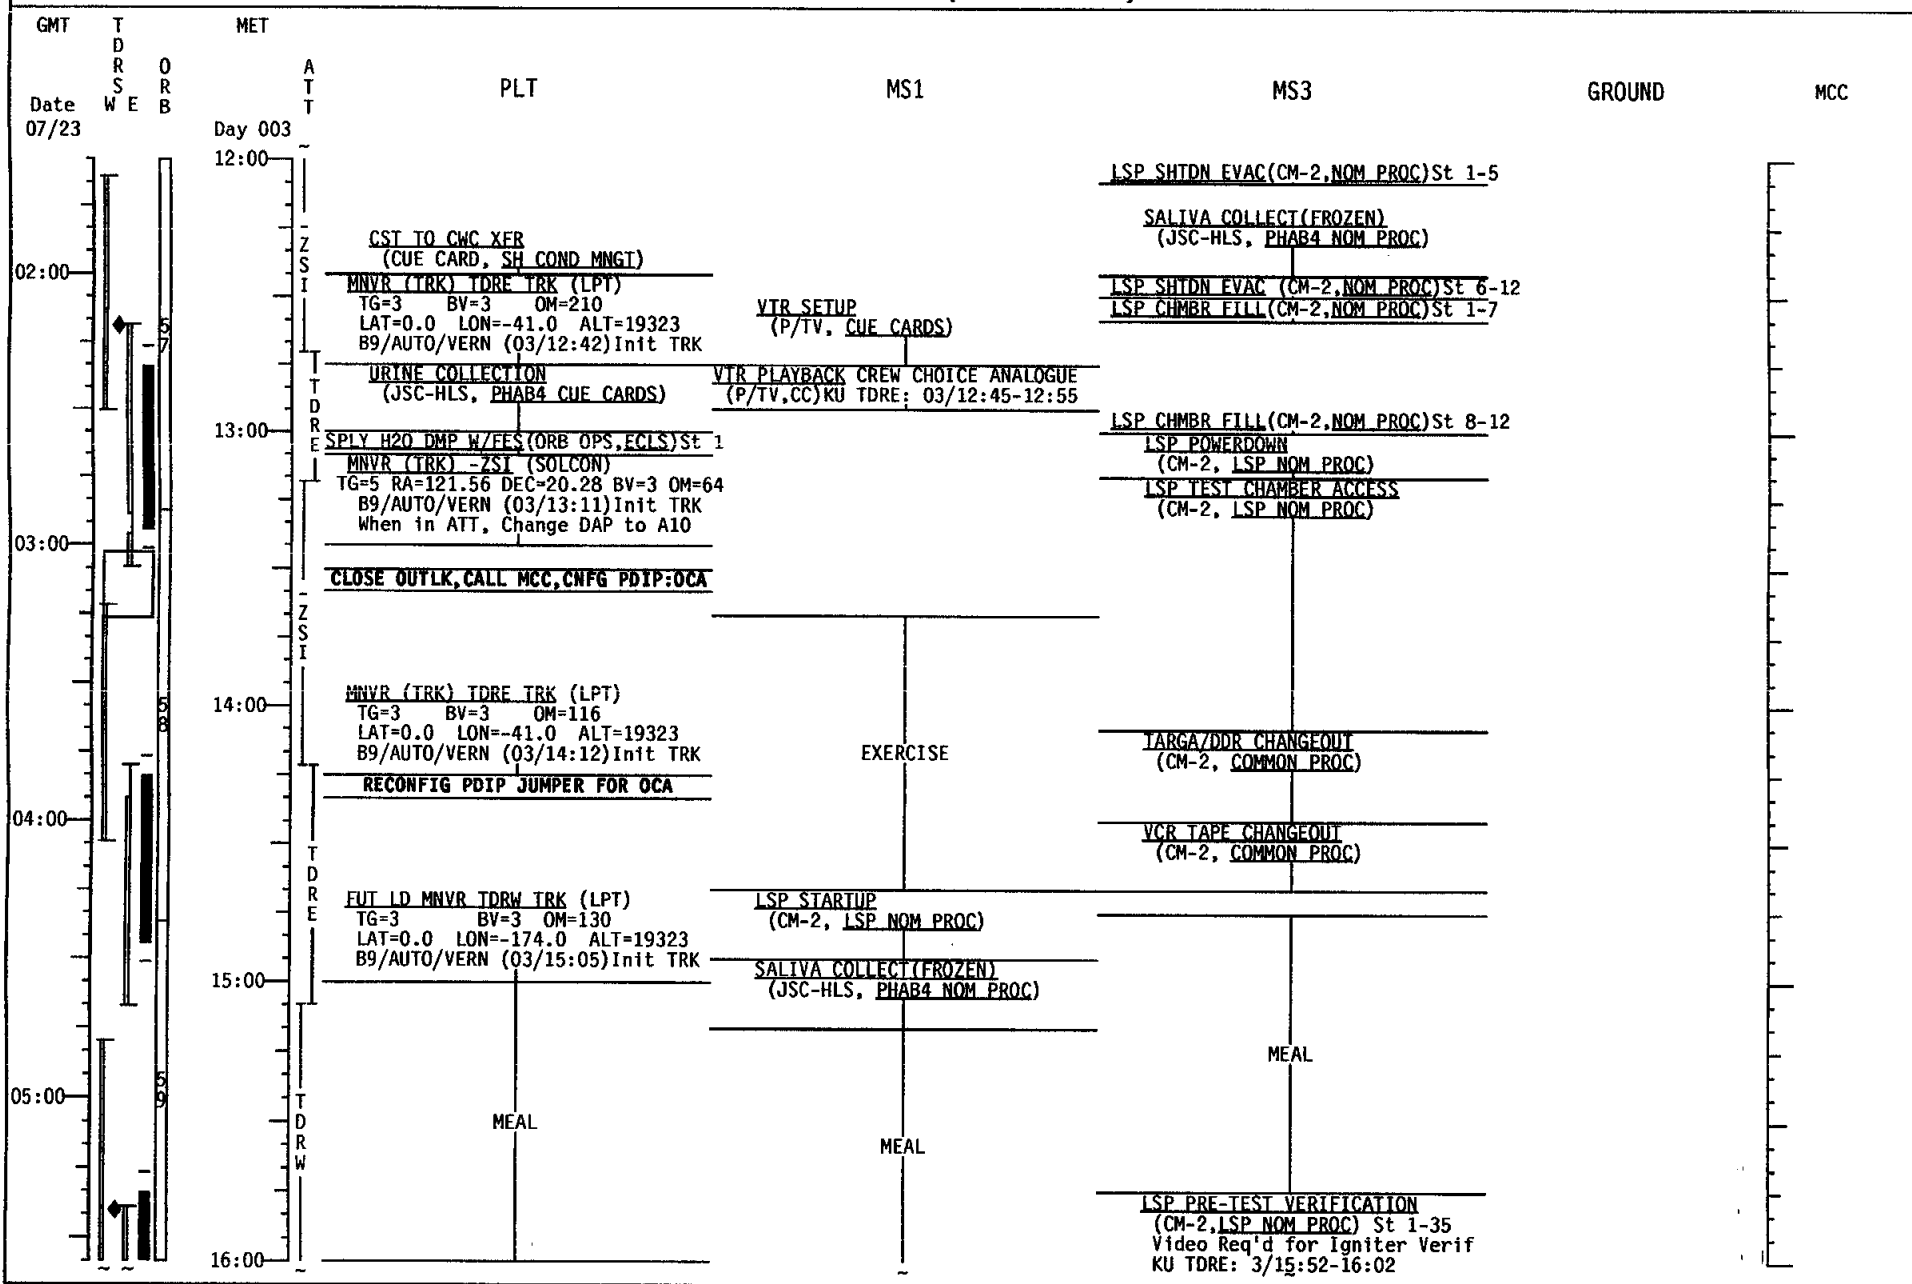 GMT
TDRS
W E
ORB
MET
ATT
PLT
MS1
MS3
GROUND
MCC
Date
07/23
Day 003
12:00
13:00
14:00
15:00
16:00
02:00
03:00
04:00
05:00
57
58
59
-ZSI
TDRE
-ZSI
TDRE
TDRW
CST TO CWC XFR
(CUE CARD, SH COND MNGT)
MNVR (TRK) TDRE TRK (LPT)
TG=3 BV=3 OM=210
LAT=0.0 LON=-41.0 ALT=19323
B9/AUTO/VERN (03/12:42)Init TRK
URINE COLLECTION
(JSC-HLS, PHAB4 CUE CARDS)
SPLY H2O DMP W/FES(ORB OPS,ECLS)St 1
MNVR (TRK) -ZSI (SOLCON)
TG=5 RA=121.56 DEC=20.28 BV=3 OM=64
B9/AUTO/VERN (03/13:11)Init TRK
When in ATT, Change DAP to A10
CLOSE OUTLK,CALL MCC,CNFG PDIP:OCA
MNVR (TRK) TDRE TRK (LPT)
TG=3 BV=3 OM=116
LAT=0.0 LON=-41.0 ALT=19323
B9/AUTO/VERN (03/14:12)Init TRK
RECONFIG PDIP JUMPER FOR OCA
FUT LD MNVR TDRW TRK (LPT)
TG=3 BV=3 OM=130
LAT=0.0 LON=-174.0 ALT=19323
B9/AUTO/VERN (03/15:05)Init TRK
MEAL
VTR SETUP
(P/TV, CUE CARDS)
VTR PLAYBACK CREW CHOICE ANALOGUE
(P/TV,CC)KU TDRE: 03/12:45-12:55
EXERCISE
LSP STARTUP
(CM-2, LSP NOM PROC)
SALIVA COLLECT(FROZEN)
(JSC-HLS, PHAB4 NOM PROC)
MEAL
LSP SHTDN EVAC(CM-2,NOM PROC)St 1-5
SALIVA COLLECT(FROZEN)
(JSC-HLS, PHAB4 NOM PROC)
LSP SHTDN EVAC (CM-2,NOM PROC)St 6-12
LSP CHMBR FILL(CM-2,NOM PROC)St 1-7
LSP CHMBR FILL(CM-2,NOM PROC)St 8-12
LSP POWERDOWN
(CM-2, LSP NOM PROC)
LSP TEST CHAMBER ACCESS
(CM-2, LSP NOM PROC)
TARGA/DDR CHANGEOUT
(CM-2, COMMON PROC)
VCR TAPE CHANGEOUT
(CM-2, COMMON PROC)
MEAL
LSP PRE-TEST VERIFICATION
(CM-2,LSP NOM PROC) St 1-35
Video Req'd for Igniter Verif
KU TDRE: 3/15:52-16:02